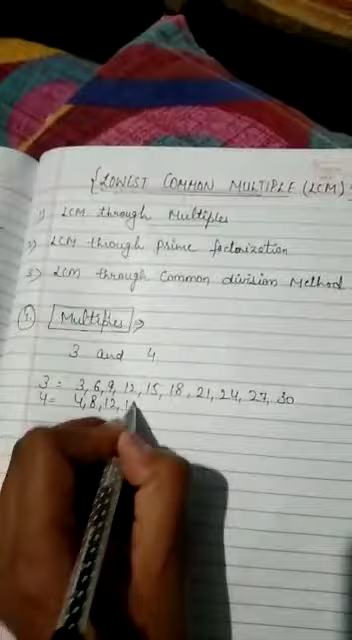 {LOWEST COMMON MULTIPLE (LCM)}
1) LCM through Multiples
2) LCM through prime factorization
3) LCM through Common division Method
1. Multiples ⇒
3 and 4
3 = 3, 6, 9, 12, 15, 18, 21, 24, 27, 30
4 = 4, 8, 12, 1